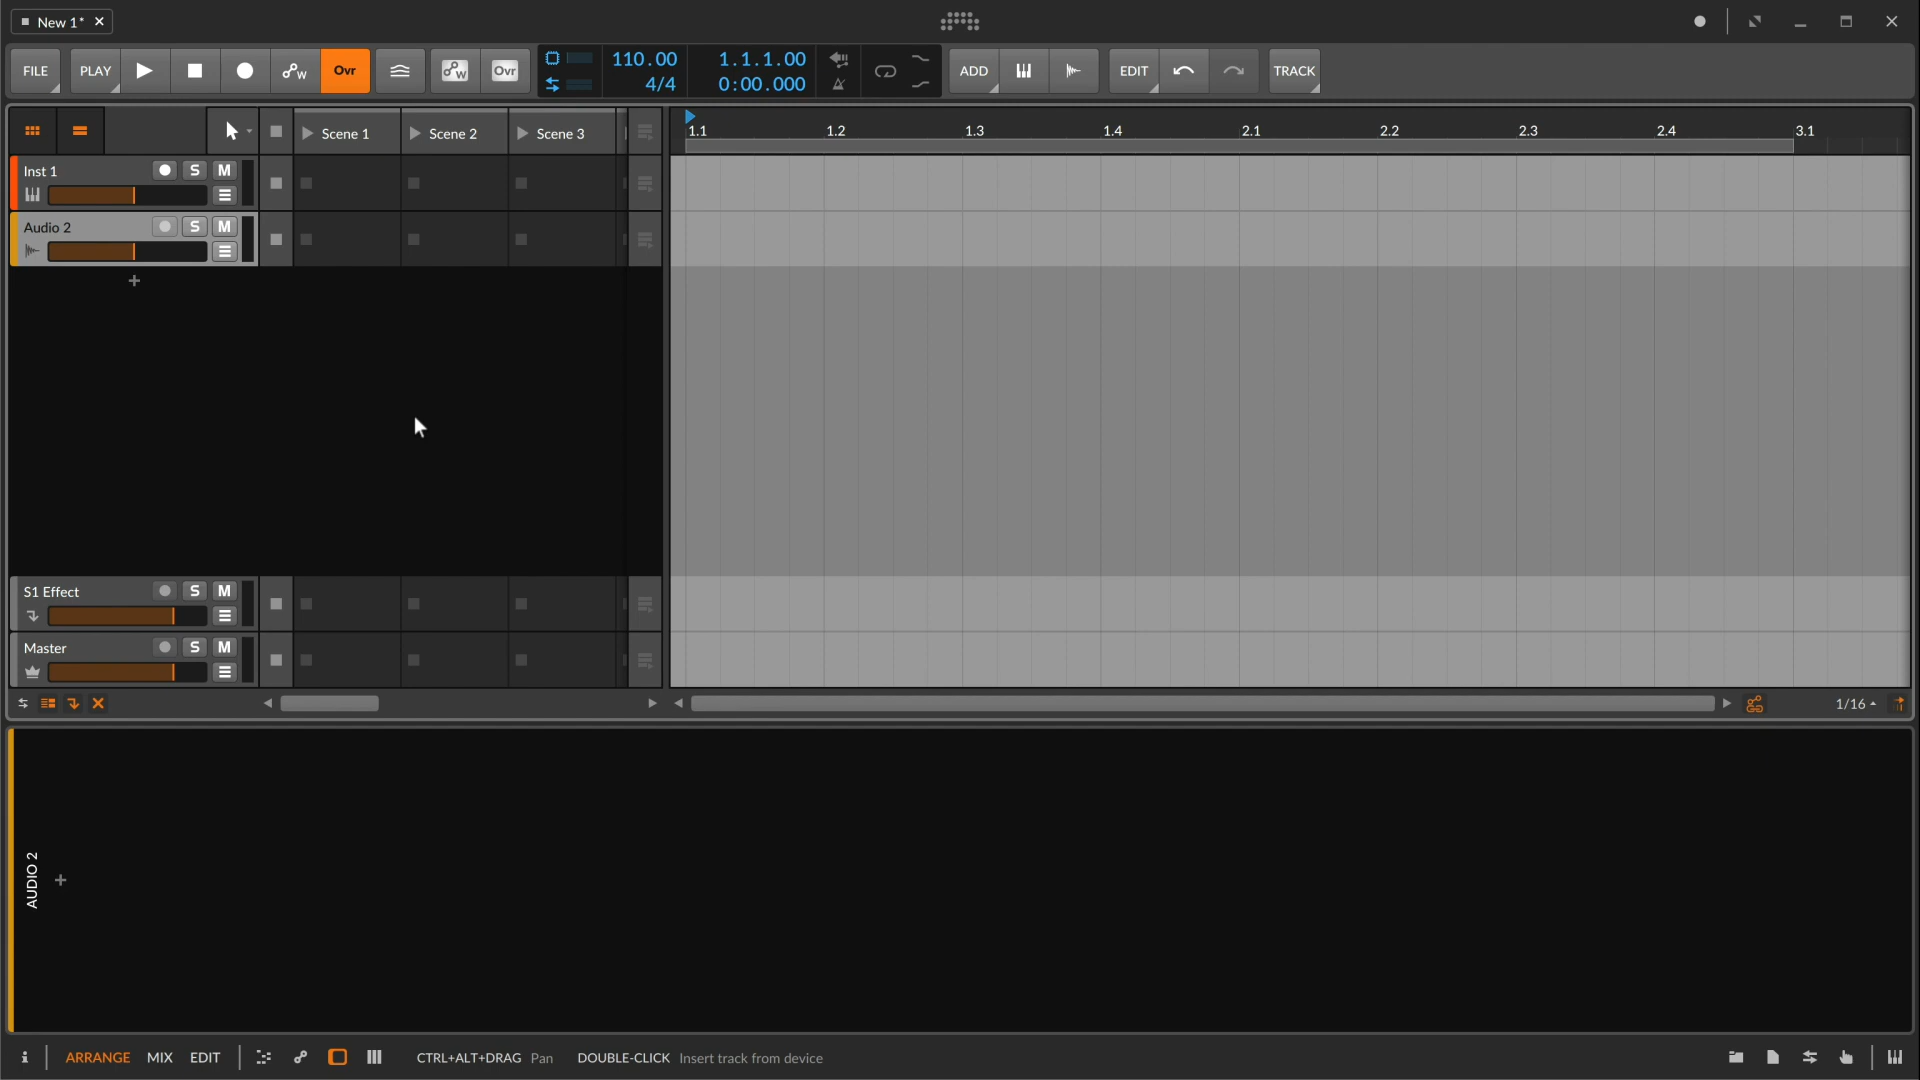 New 1*
FILE
PLAY
W
Ovr
W
Ovr
110.00
4/4
1.1.1.00
0:00.000
ADD
EDIT
TRACK
Scene 1
Scene 2
Scene 3
1.1
1.2
1.3
1.4
2.1
2.2
2.3
2.4
3.1
Inst 1
S
M
Audio 2
S
M
S1 Effect
S
M
Master
S
M
1/16
AUDIO 2
ARRANGE
MIX
EDIT
CTRL+ALT+DRAG Pan
DOUBLE-CLICK Insert track from device